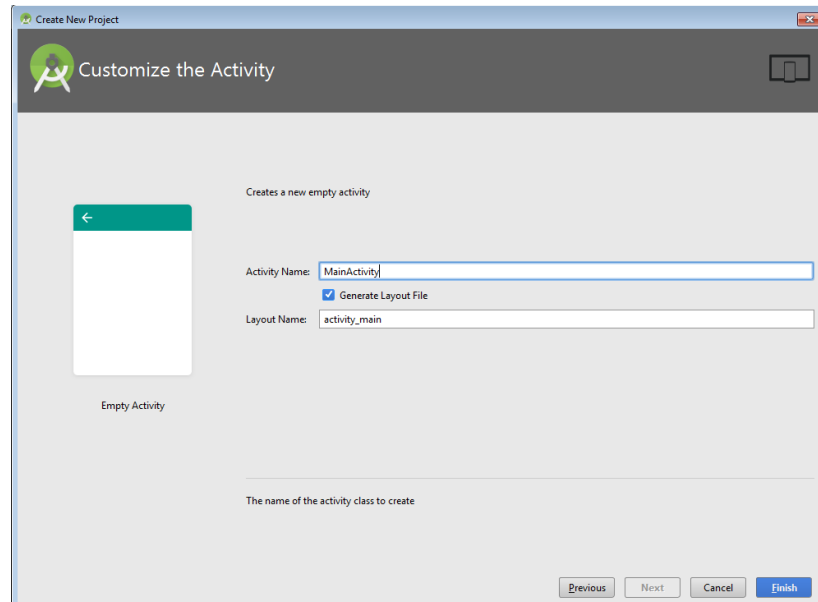 Create New Project
Customize the Activity
Creates a new empty activity
Activity Name: MainActivity
Generate Layout File
Layout Name: activity_main
Empty Activity
The name of the activity class to create
Previous Next Cancel Finish